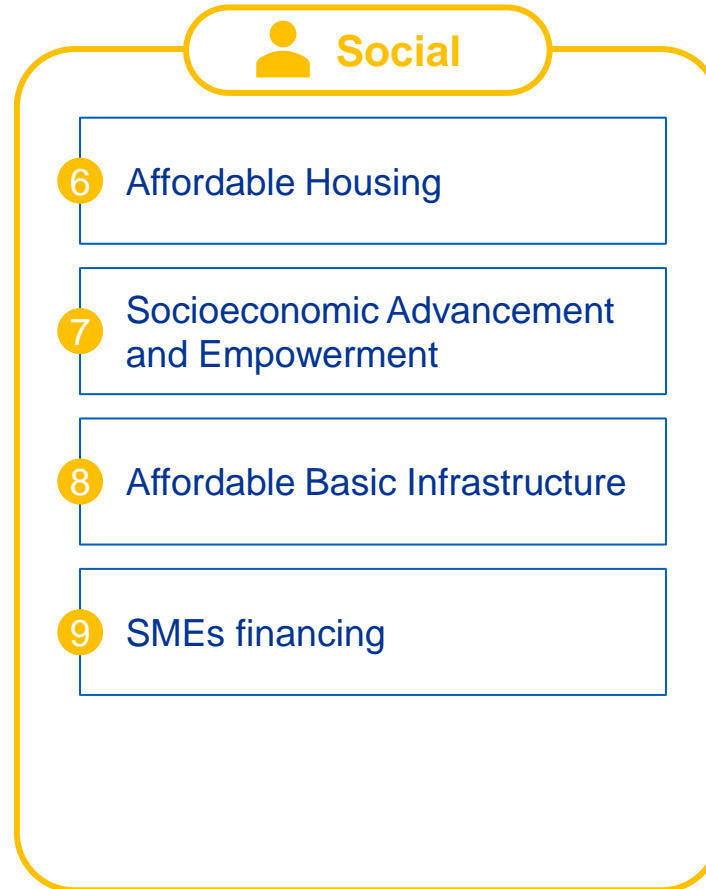 Social
6 Affordable Housing
7 Socioeconomic Advancement
and Empowerment
8 Affordable Basic Infrastructure
9 SMEs financing